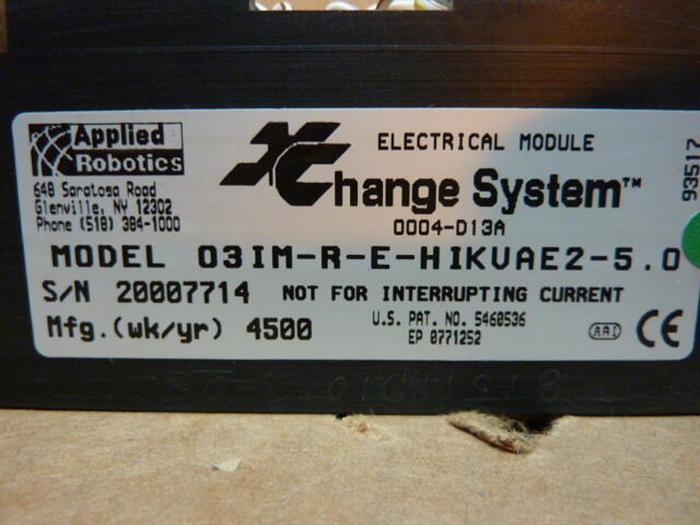 Applied
Robotics
648 Saratoga Road
Glenville, NY 12302
Phone (518) 384-1000
ELECTRICAL MODULE
XChange System™
0004-D13A
93517
MODEL 03IM-R-E-HIKVAE2-5.0
S/N 20007714 NOT FOR INTERRUPTING CURRENT
Mfg.(wk/yr) 4500
U.S. PAT. NO. 5460536
EP 0771252
ARI CE